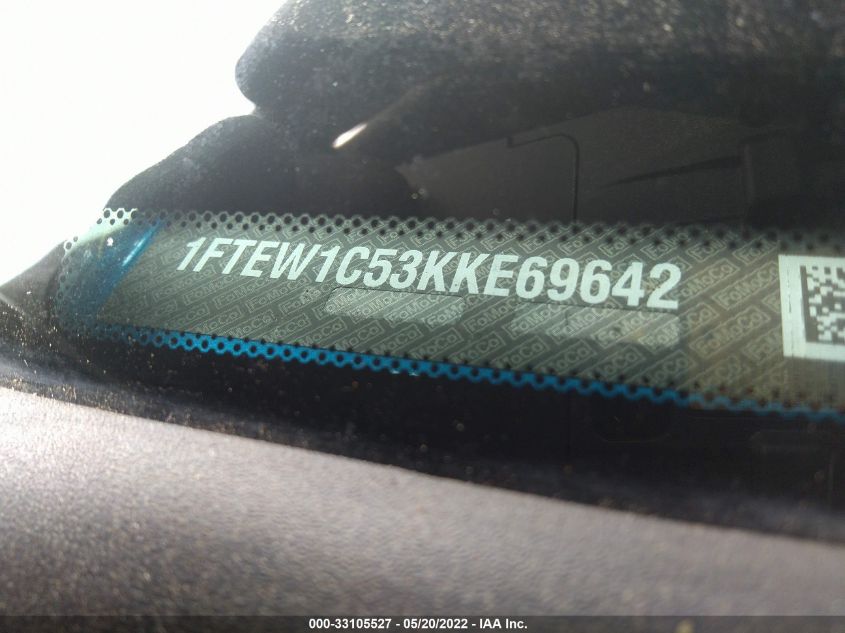 1FTEW1C53KKE69642
000-33105527 - 05/20/2022 - IAA Inc.